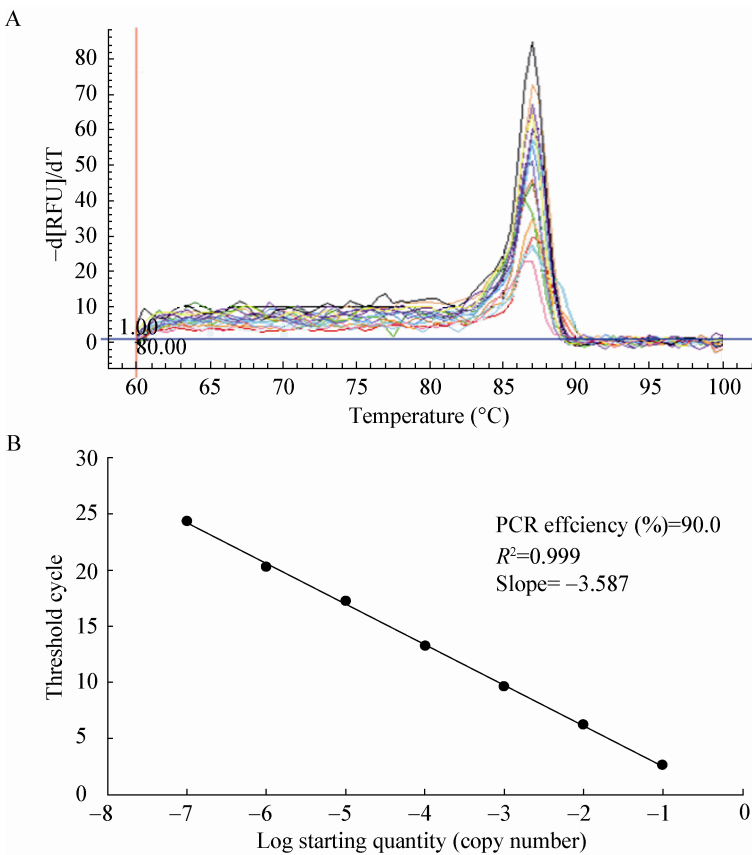 A
80
70
60
50
40
30
20
10
0
–d[RFU]/dT
1.00
80.00
60 65 70 75 80 85 90 95 100
Temperature (°C)
B
30
25
20
15
10
5
0
Threshold cycle
PCR effciency (%)=90.0
R²=0.999
Slope= –3.587
–8 –7 –6 –5 –4 –3 –2 –1 0
Log starting quantity (copy number)